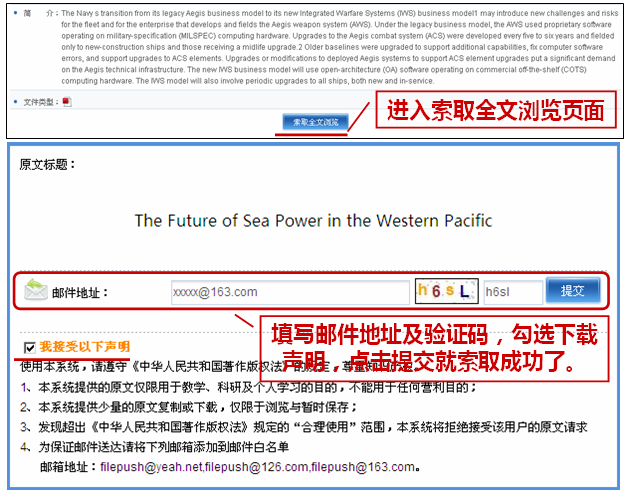 简 介：The Navy's transition from its legacy Aegis business model to its new Integrated Warfare Systems (IWS) business model1 may introduce new challenges and risks
for the fleet and for the enterprise that develops and fields the Aegis weapon system (AWS). Under the legacy business model, the AWS used proprietary software
operating on military-specification (MILSPEC) computing hardware. Upgrades to the Aegis combat system (ACS) were developed every five to six years and fielded
only to new-construction ships and those receiving a midlife upgrade.2 Older baselines were upgraded to support additional capabilities, fix computer software
errors, and support upgrades to ACS elements. Upgrades or modifications to deployed Aegis systems to support ACS element upgrades put a significant demand
on the Aegis technical infrastructure. The new IWS business model will use open-architecture (OA) software operating on commercial off-the-shelf (COTS)
computing hardware. The IWS model will also involve periodic upgrades to all ships, both new and in-service.
文件类型：
索取全文浏览
进入索取全文浏览页面
原文标题：
The Future of Sea Power in the Western Pacific
邮件地址： xxxxx@163.com h6sL h6sl 提交
填写邮件地址及验证码，勾选下载
声明，点击提交就索取成功了。
我接受以下声明
使用本系统，请遵守《中华人民共和国著作版权法》的规定，尊重
1、本系统提供的原文仅限用于教学、科研及个人学习的目的，不能用于任何营利目的；
2、本系统提供少量的原文复制或下载，仅限于浏览与暂时保存；
3、发现超出《中华人民共和国著作版权法》规定的“合理使用”范围，本系统将拒绝接受该用户的原文请求
4、为保证邮件送达请将下列邮箱添加到邮件白名单
邮箱地址：filepush@yeah.net,filepush@126.com,filepush@163.com。